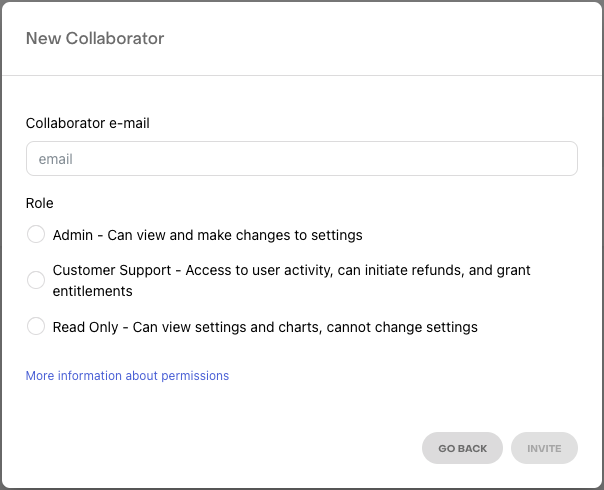 New Collaborator
Collaborator e-mail
email
Role
Admin - Can view and make changes to settings
Customer Support - Access to user activity, can initiate refunds, and grant
entitlements
Read Only - Can view settings and charts, cannot change settings
More information about permissions
GO BACK
INVITE